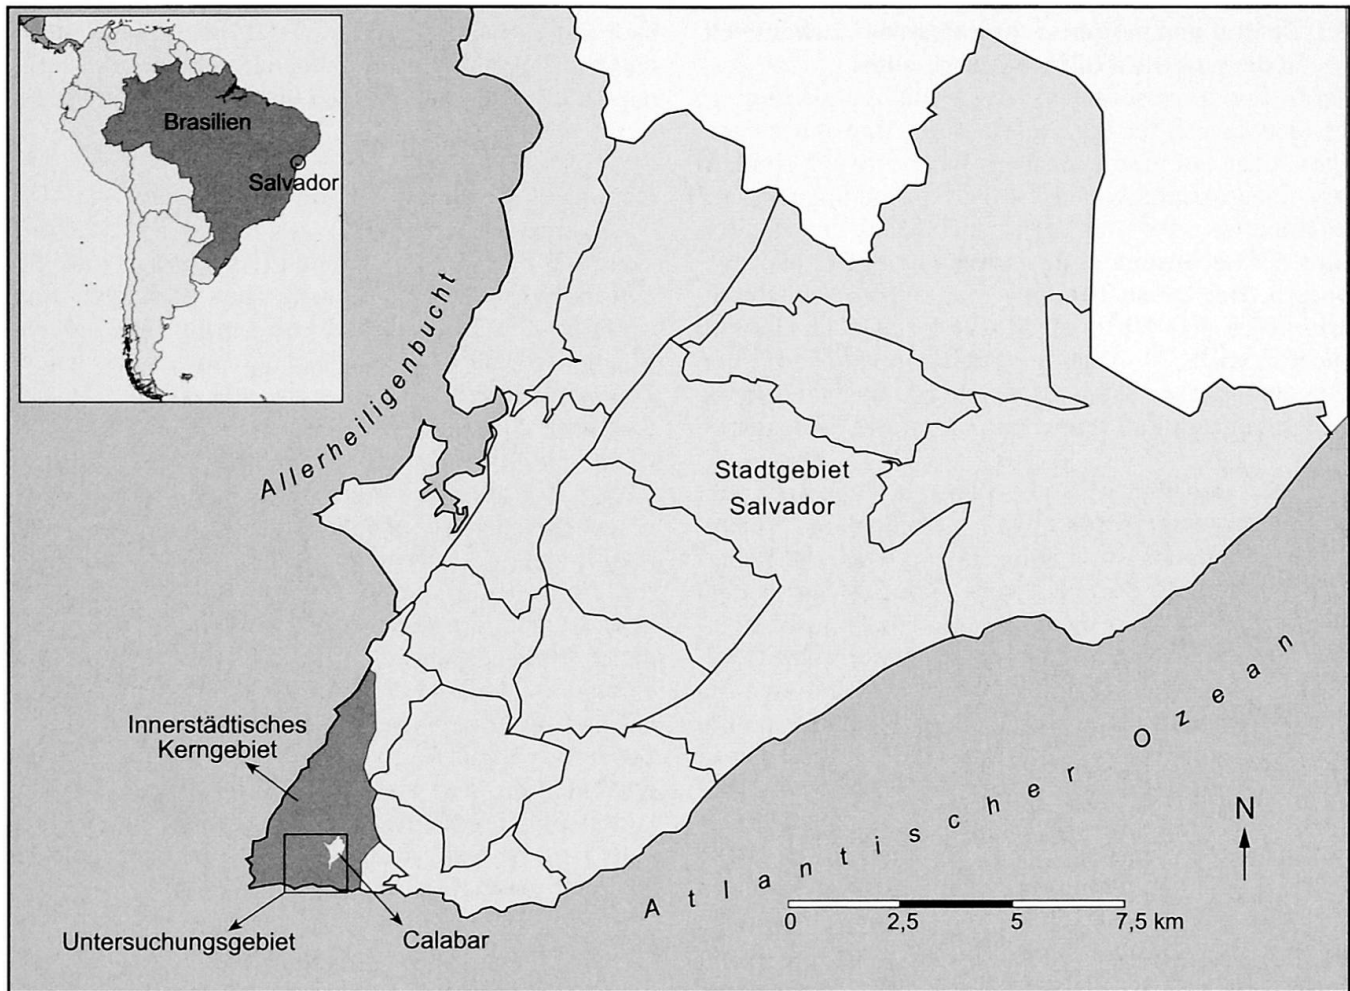 Brasilien
Salvador
Allerheiligenbucht
Stadtgebiet
Salvador
Innerstädtisches
Kerngebiet
Untersuchungsgebiet
Calabar
Atlantischer Ozean
N
0 2,5 5 7,5 km